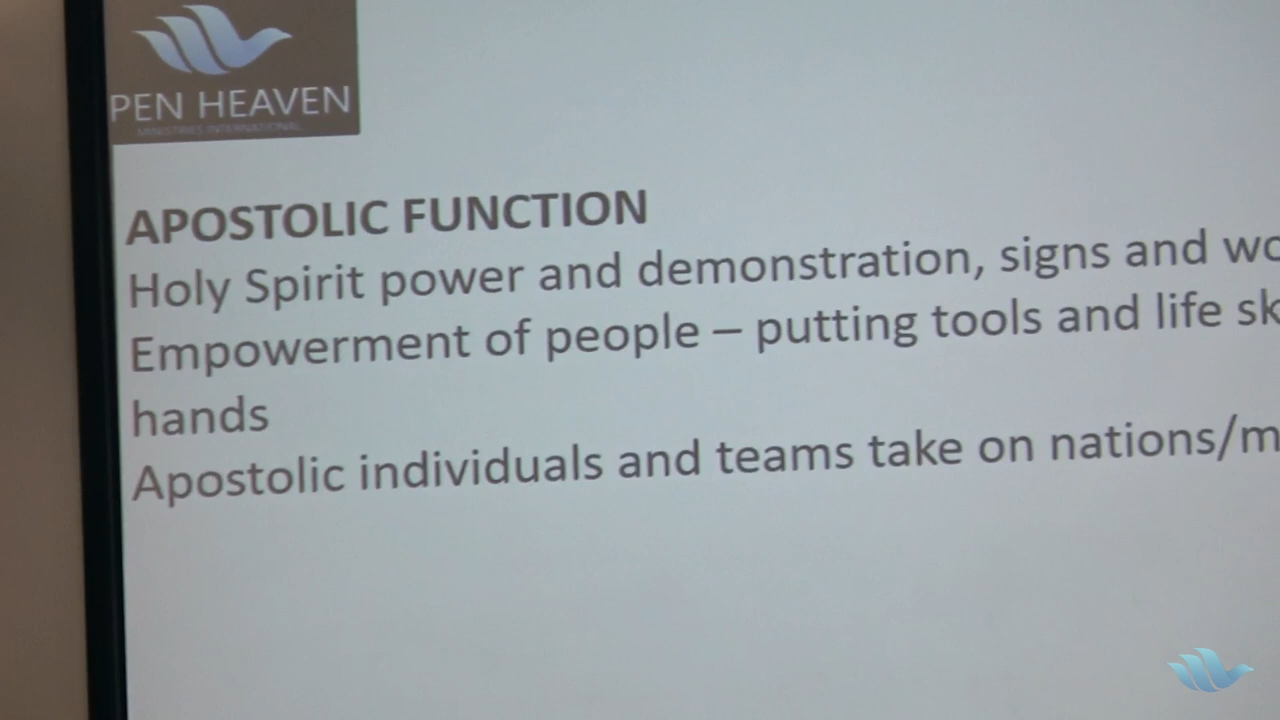 PEN HEAVEN
MINISTRIES INTERNATIONAL
APOSTOLIC FUNCTION
Holy Spirit power and demonstration, signs and wo
Empowerment of people – putting tools and life sk
hands
Apostolic individuals and teams take on nations/m